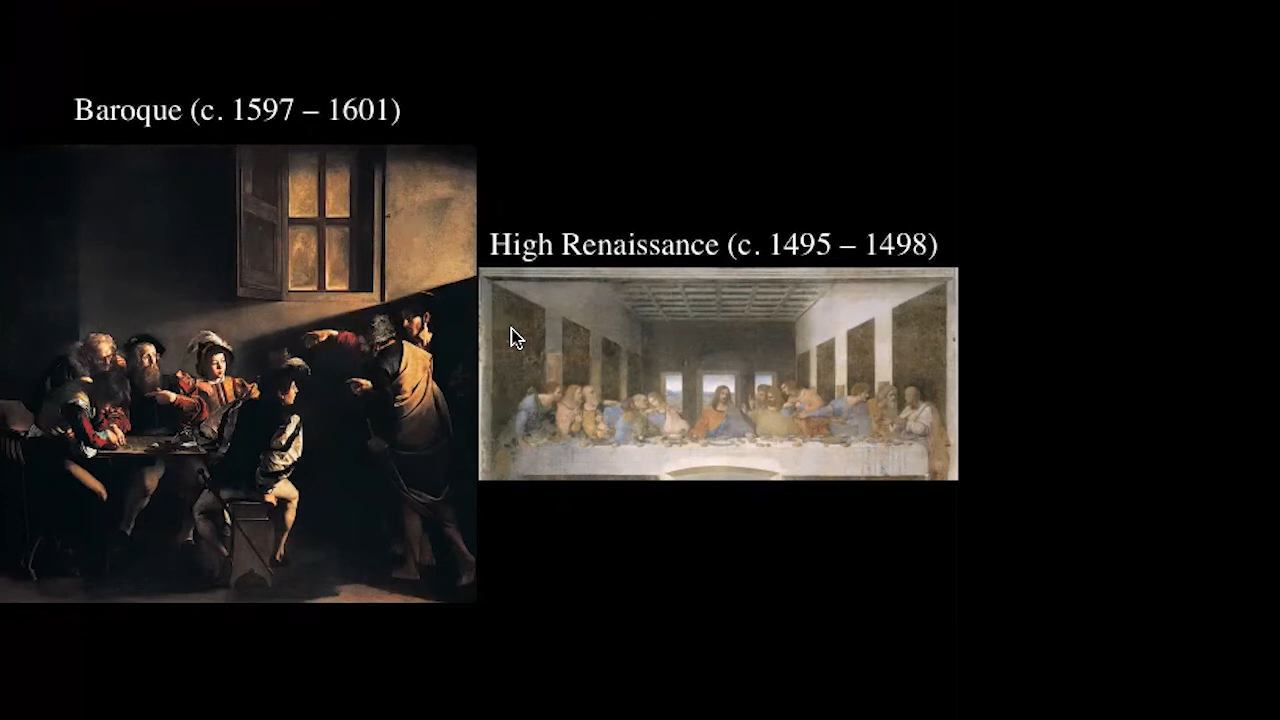 Baroque (c. 1597 – 1601)
High Renaissance (c. 1495 – 1498)